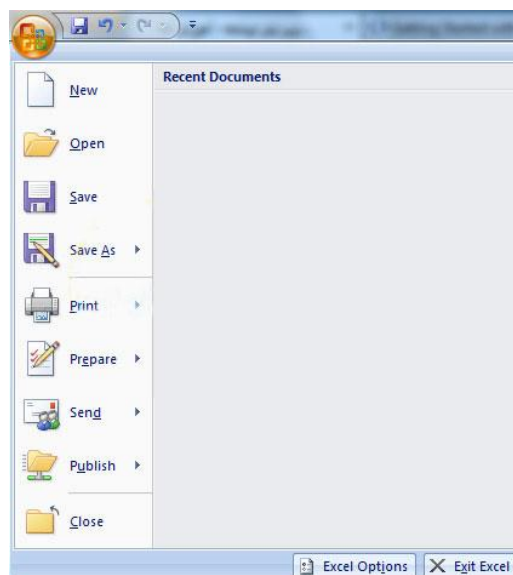 Recent Documents
New
Open
Save
Save As
Print
Prepare
Send
Publish
Close
Excel Options
Exit Excel